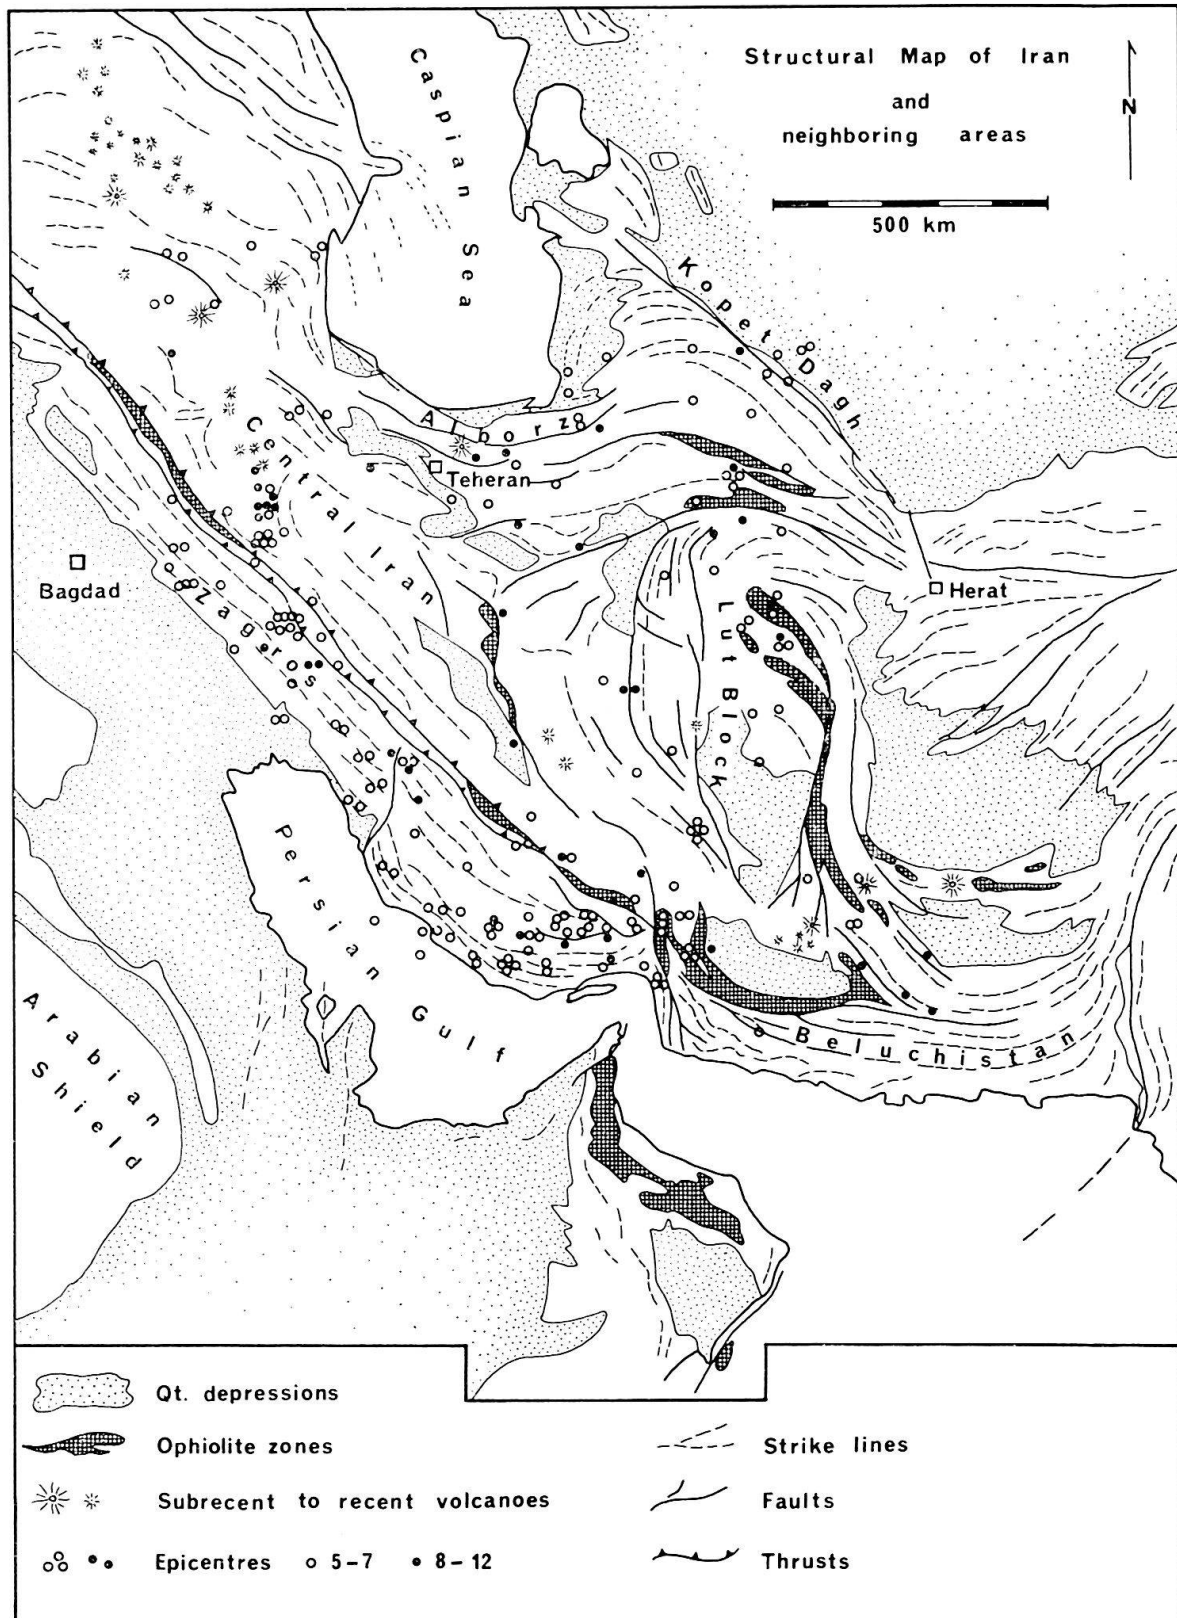 Structural Map of Iran
and
neighboring areas
N
500 km
Caspian Sea
Kopet Dagh
Alborz
Teheran
Central Iran
Bagdad
Zagros
Herat
Lut Block
Persian Gulf
Arabian Shield
Beluchistan
Qt. depressions
Ophiolite zones
Strike lines
Subrecent to recent volcanoes
Faults
Epicentres 5–7 8–12
Thrusts